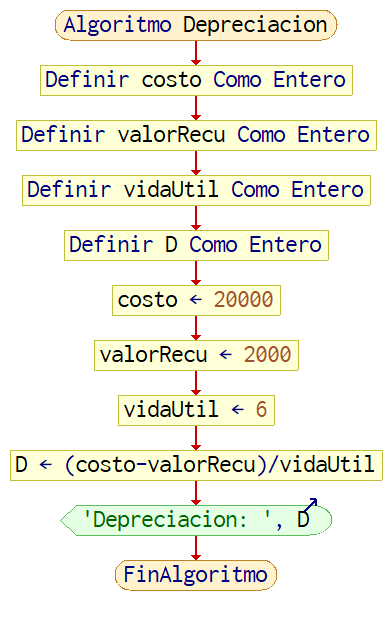 Algoritmo Depreciacion
Definir costo Como Entero
Definir valorRecu Como Entero
Definir vidaUtil Como Entero
Definir D Como Entero
costo ← 20000
valorRecu ← 2000
vidaUtil ← 6
D ← (costo-valorRecu)/vidaUtil
'Depreciacion: ', D
FinAlgoritmo